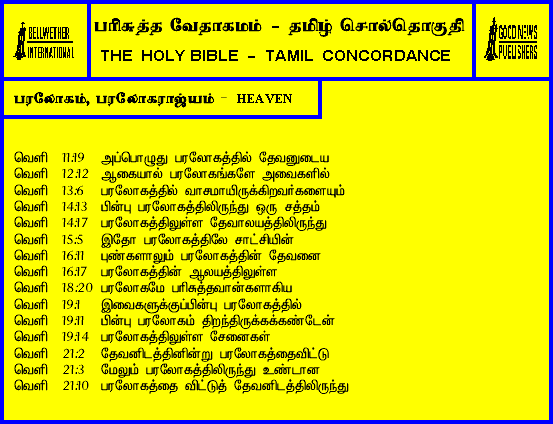 BELLWETHER
INTERNATIONAL
பரிசுத்த வேதாகமம் - தமிழ் சொல்தொகுதி
THE HOLY BIBLE - TAMIL CONCORDANCE
GOOD NEWS
PUBLISHERS
பரலோகம், பரலோகராஜ்யம் - HEAVEN
வெளி 11:19 அப்பொழுது பரலோகத்தில் தேவனுடைய
வெளி 12:12 ஆகையால் பரலோகங்களே அவைகளில்
வெளி 13:6 பரலோகத்தில் வாசமாயிருக்கிறவர்களையும்
வெளி 14:13 பின்பு பரலோகத்திலிருந்து ஒரு சத்தம்
வெளி 14:17 பரலோகத்திலுள்ள தேவாலயத்திலிருந்து
வெளி 15:5 இதோ பரலோகத்திலே சாட்சியின்
வெளி 16:11 புண்களாலும் பரலோகத்தின் தேவனை
வெளி 16:17 பரலோகத்தின் ஆலயத்திலுள்ள
வெளி 18:20 பரலோகமே பரிசுத்தவான்களாகிய
வெளி 19:1 இவைகளுக்குப்பின்பு பரலோகத்தில்
வெளி 19:11 பின்பு பரலோகம் திறந்திருக்கக்கண்டேன்
வெளி 19:14 பரலோகத்திலுள்ள சேனைகள்
வெளி 21:2 தேவனிடத்தினின்று பரலோகத்தைவிட்டு
வெளி 21:3 மேலும் பரலோகத்திலிருந்து உண்டான
வெளி 21:10 பரலோகத்தை விட்டுத் தேவனிடத்திலிருந்து